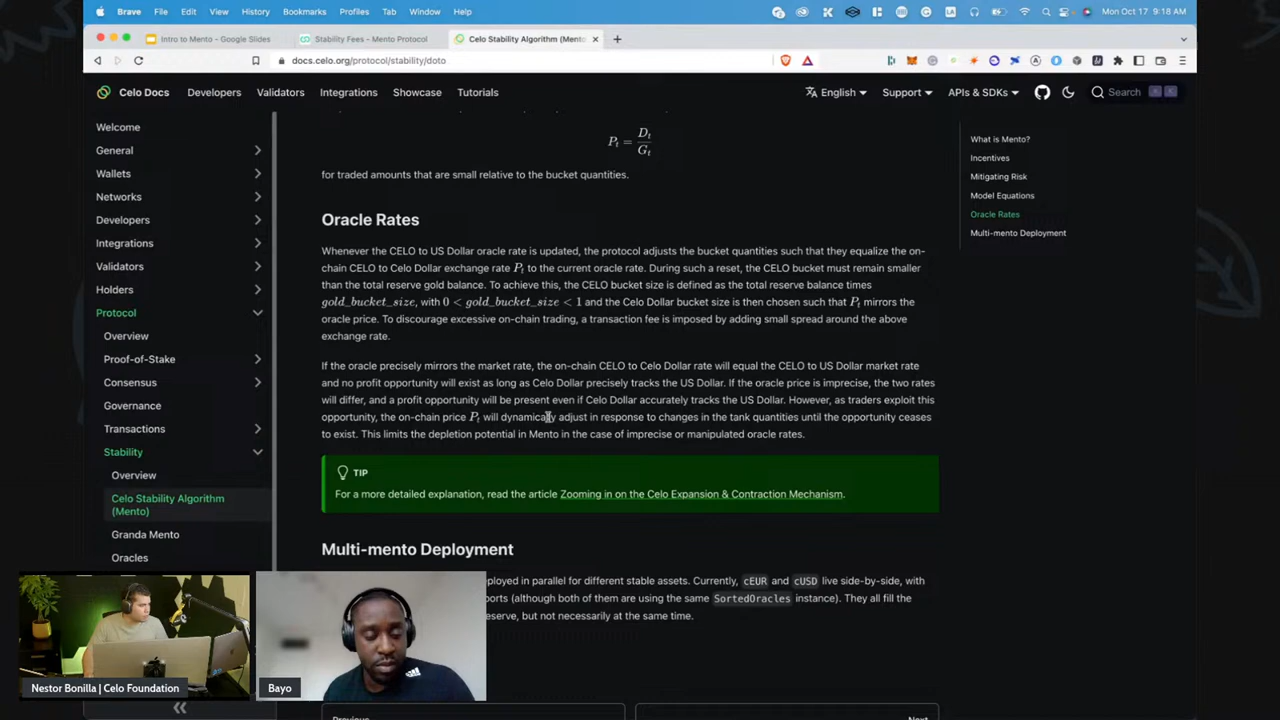 Brave File Edit View History Bookmarks Profiles Tab Window Help Mon Oct 17 9:18 AM
Intro to Mento - Google Slides Stability Fees - Mento Protocol Celo Stability Algorithm (Mento
docs.celo.org/protocol/stability/doto
Celo Docs Developers Validators Integrations Showcase Tutorials English Support APIs & SDKs Search
Welcome
General
Wallets
Networks
Developers
Integrations
Validators
Holders
Protocol
Overview
Proof-of-Stake
Consensus
Governance
Transactions
Stability
Overview
Celo Stability Algorithm
(Mento)
Granda Mento
Oracles
P_t = D_t / G_t
for traded amounts that are small relative to the bucket quantities.
Oracle Rates
Whenever the CELO to US Dollar oracle rate is updated, the protocol adjusts the bucket quantities such that they equalize the on-
chain CELO to Celo Dollar exchange rate P_t to the current oracle rate. During such a reset, the CELO bucket must remain smaller
than the total reserve gold balance. To achieve this, the CELO bucket size is defined as the total reserve balance times
gold_bucket_size, with 0 < gold_bucket_size < 1 and the Celo Dollar bucket size is then chosen such that P_t mirrors the
oracle price. To discourage excessive on-chain trading, a transaction fee is imposed by adding small spread around the above
exchange rate.
If the oracle precisely mirrors the market rate, the on-chain CELO to Celo Dollar rate will equal the CELO to US Dollar market rate
and no profit opportunity will exist as long as Celo Dollar precisely tracks the US Dollar. If the oracle price is imprecise, the two rates
will differ, and a profit opportunity will be present even if Celo Dollar accurately tracks the US Dollar. However, as traders exploit this
opportunity, the on-chain price P_t will dynamically adjust in response to changes in the tank quantities until the opportunity ceases
to exist. This limits the depletion potential in Mento in the case of imprecise or manipulated oracle rates.
TIP
For a more detailed explanation, read the article Zooming in on the Celo Expansion & Contraction Mechanism.
Multi-mento Deployment
eployed in parallel for different stable assets. Currently, cEUR and cUSD live side-by-side, with
ports (although both of them are using the same SortedOracles instance). They all fill the
eserve, but not necessarily at the same time.
Previous Next
What is Mento?
Incentives
Mitigating Risk
Model Equations
Oracle Rates
Multi-mento Deployment
Nestor Bonilla | Celo Foundation
Bayo